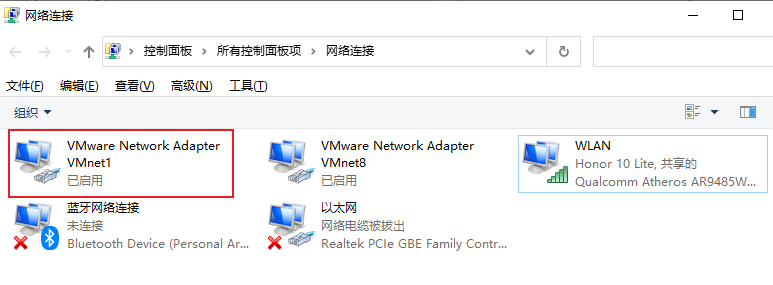 网络连接
控制面板 > 所有控制面板项 > 网络连接
文件(F) 编辑(E) 查看(V) 高级(N) 工具(T)
组织
VMware Network Adapter
VMnet1
已启用
VMware Network Adapter
VMnet8
已启用
WLAN
Honor 10 Lite, 共享的
Qualcomm Atheros AR9485W...
蓝牙网络连接
未连接
Bluetooth Device (Personal Ar...
以太网
网络电缆被拔出
Realtek PCIe GBE Family Contr...